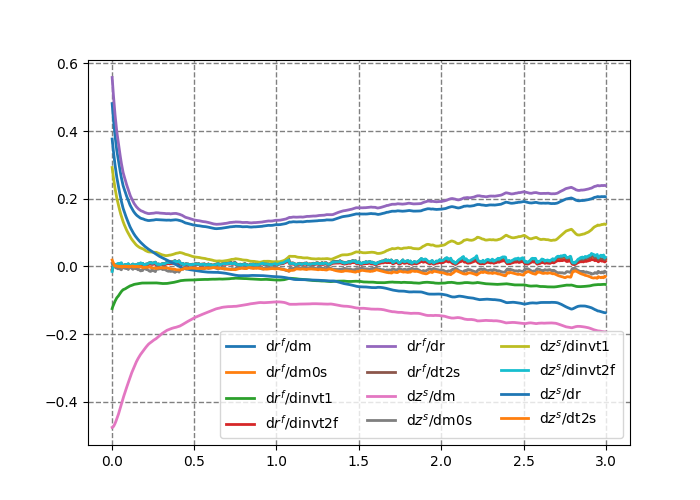 0.6
0.4
0.2
0.0
−0.2
−0.4
0.0 0.5 1.0 1.5 2.0 2.5 3.0
dr^f/dm
dr^f/dm0s
dr^f/dinvt1
dr^f/dinvt2f
dr^f/dr
dr^f/dt2s
dz^s/dm
dz^s/dm0s
dz^s/dinvt1
dz^s/dinvt2f
dz^s/dr
dz^s/dt2s